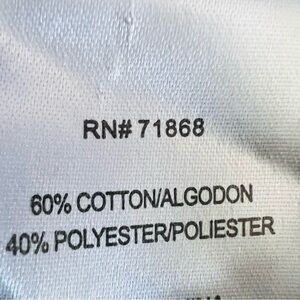 RN# 71868
60% COTTON/ALGODON
40% POLYESTER/POLIESTER